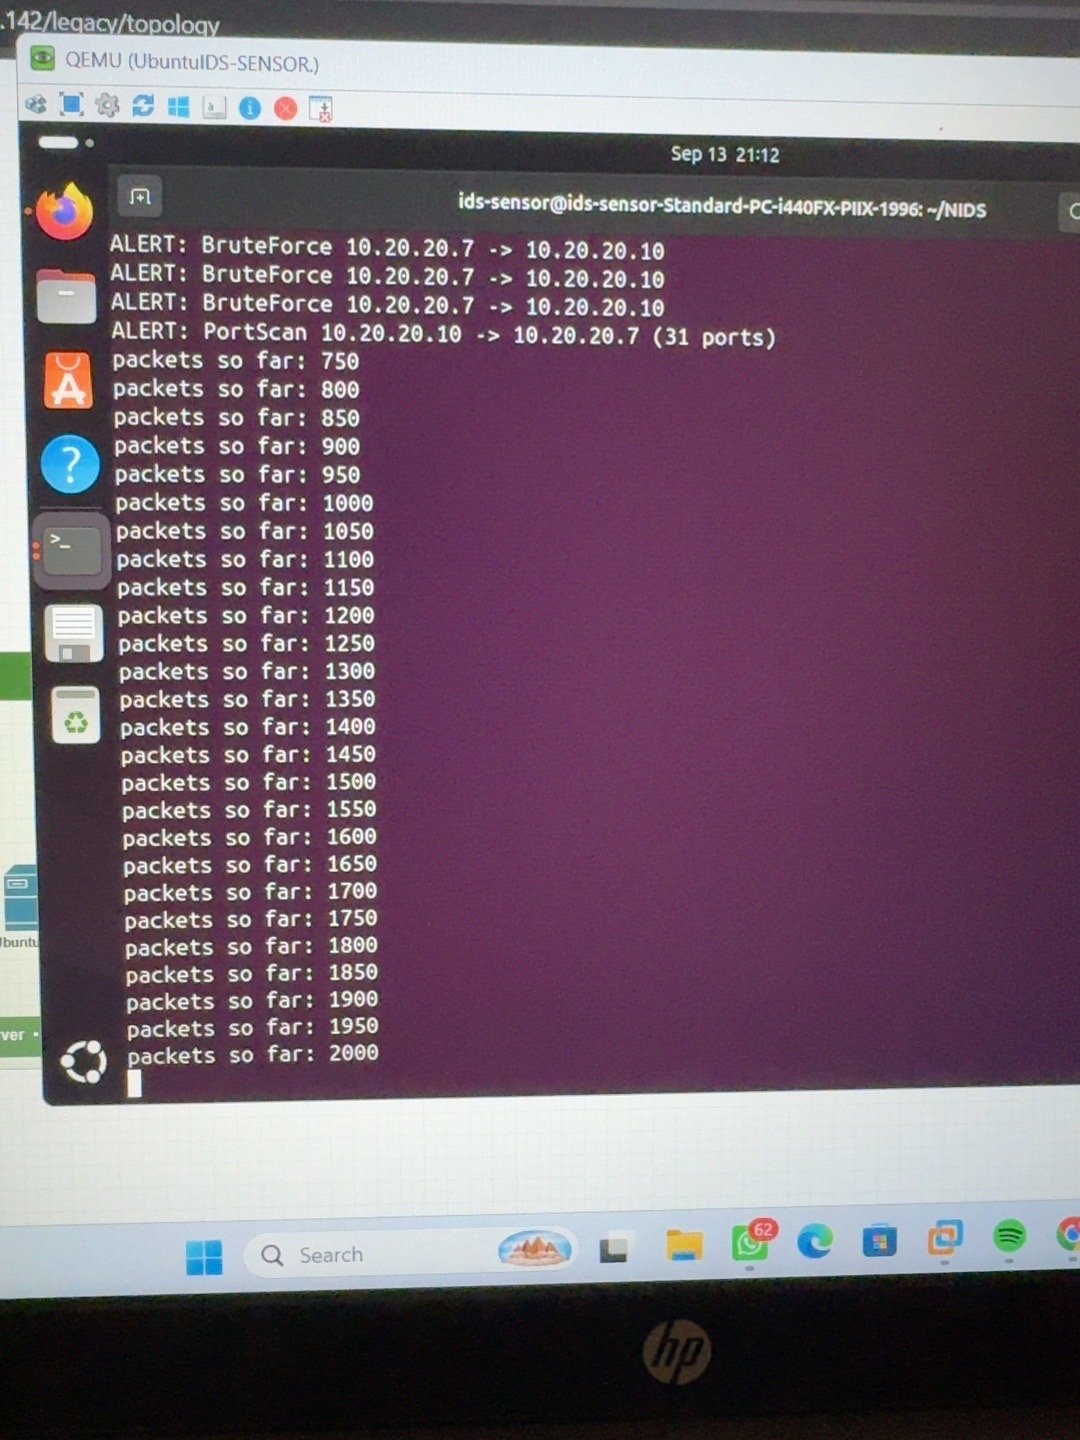 .142/legacy/topology
QEMU (UbuntuIDS-SENSOR.)
Sep 13 21:12
ids-sensor@ids-sensor-Standard-PC-i440FX-PIIX-1996: ~/NIDS
ALERT: BruteForce 10.20.20.7 -> 10.20.20.10
ALERT: BruteForce 10.20.20.7 -> 10.20.20.10
ALERT: BruteForce 10.20.20.7 -> 10.20.20.10
ALERT: PortScan 10.20.20.10 -> 10.20.20.7 (31 ports)
packets so far: 750
packets so far: 800
packets so far: 850
packets so far: 900
packets so far: 950
packets so far: 1000
packets so far: 1050
packets so far: 1100
packets so far: 1150
packets so far: 1200
packets so far: 1250
packets so far: 1300
packets so far: 1350
packets so far: 1400
packets so far: 1450
packets so far: 1500
packets so far: 1550
packets so far: 1600
packets so far: 1650
packets so far: 1700
packets so far: 1750
packets so far: 1800
packets so far: 1850
packets so far: 1900
packets so far: 1950
packets so far: 2000
Search
62
hp